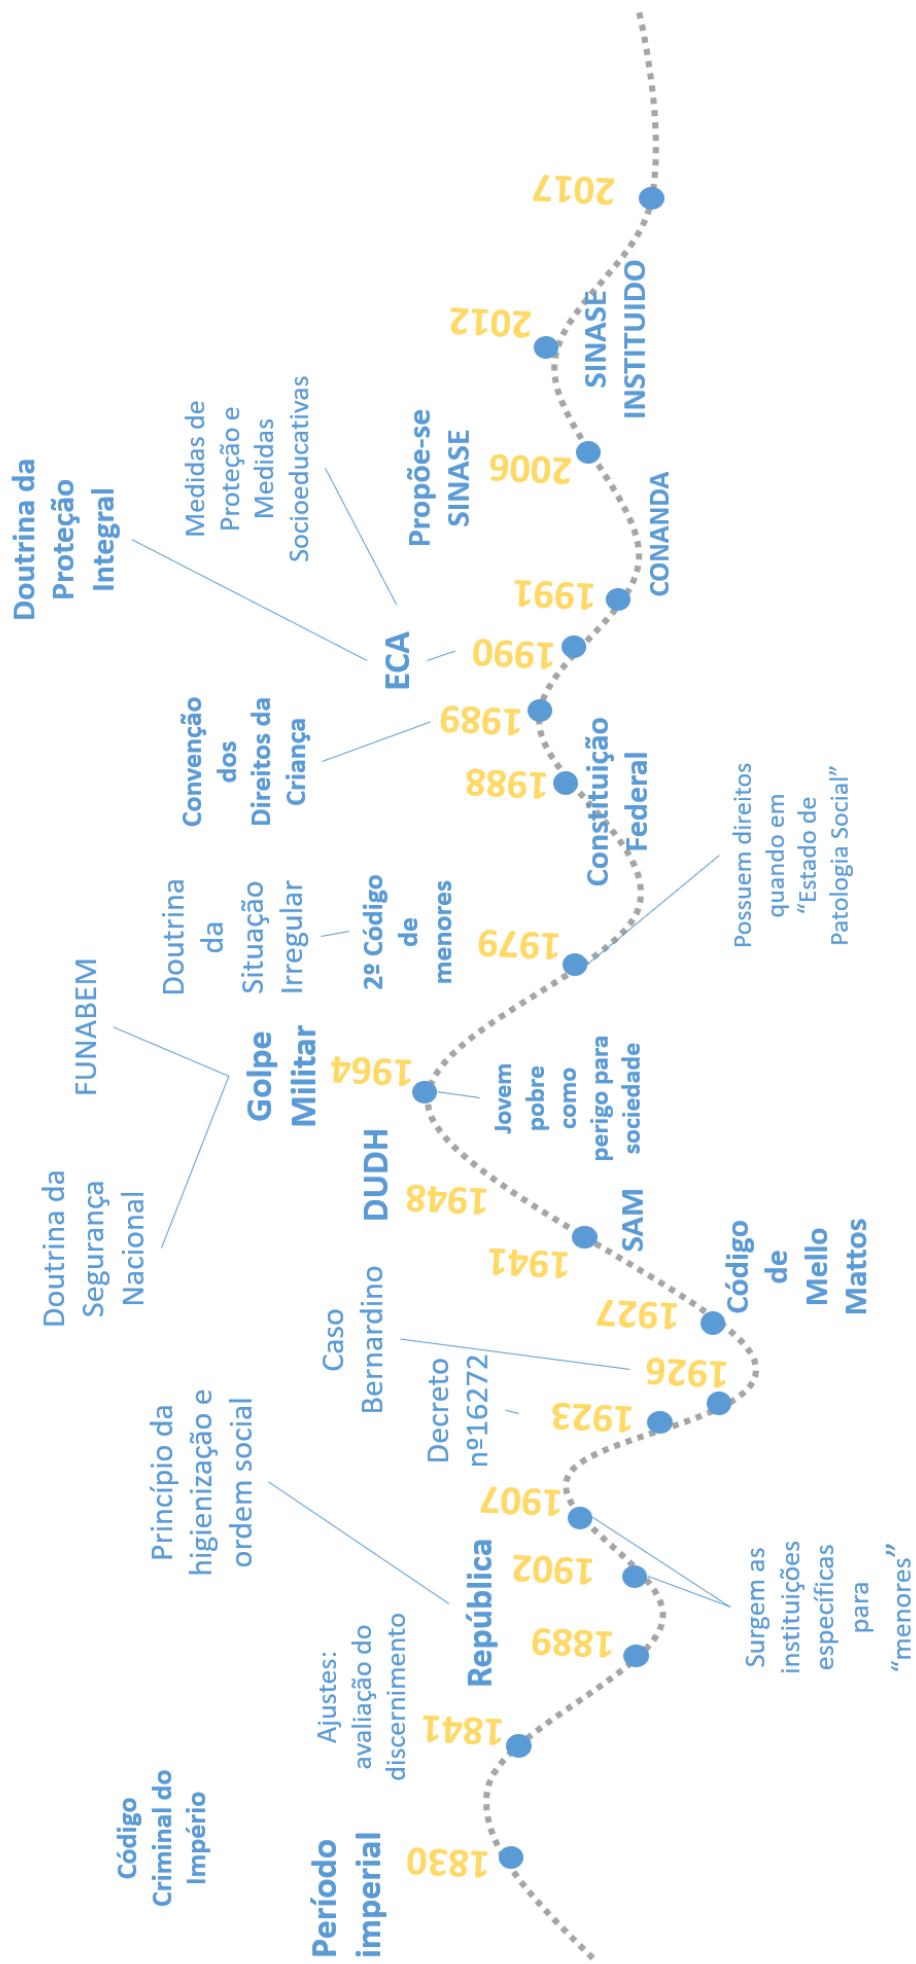 Código
Criminal do
Império
Período
imperial
1830
Ajustes:
avaliação do
discernimento
1841
Princípio da
higienização e
ordem social
República
1889
1902
1907
Surgem as
instituições
específicas
para
“menores”
Decreto
nº16272
1923
Caso
Bernardino
1926
1927
Código
de
Mello
Mattos
1941
SAM
DUDH
1948
Doutrina da
Segurança
Nacional
FUNABEM
Golpe
Militar
1964
Jovem
pobre
como
perigo para
sociedade
Doutrina
da
Situação
Irregular
2º Código
de
menores
1979
Possuem direitos
quando em
“Estado de
Patologia Social”
1988
Constituição
Federal
Convenção
dos
Direitos da
Criança
1989
Doutrina da
Proteção
Integral
Medidas de
Proteção e
Medidas
Socioeducativas
ECA
1990
1991
CONANDA
Propõe-se
SINASE
2006
2012
SINASE
INSTITUIDO
2017